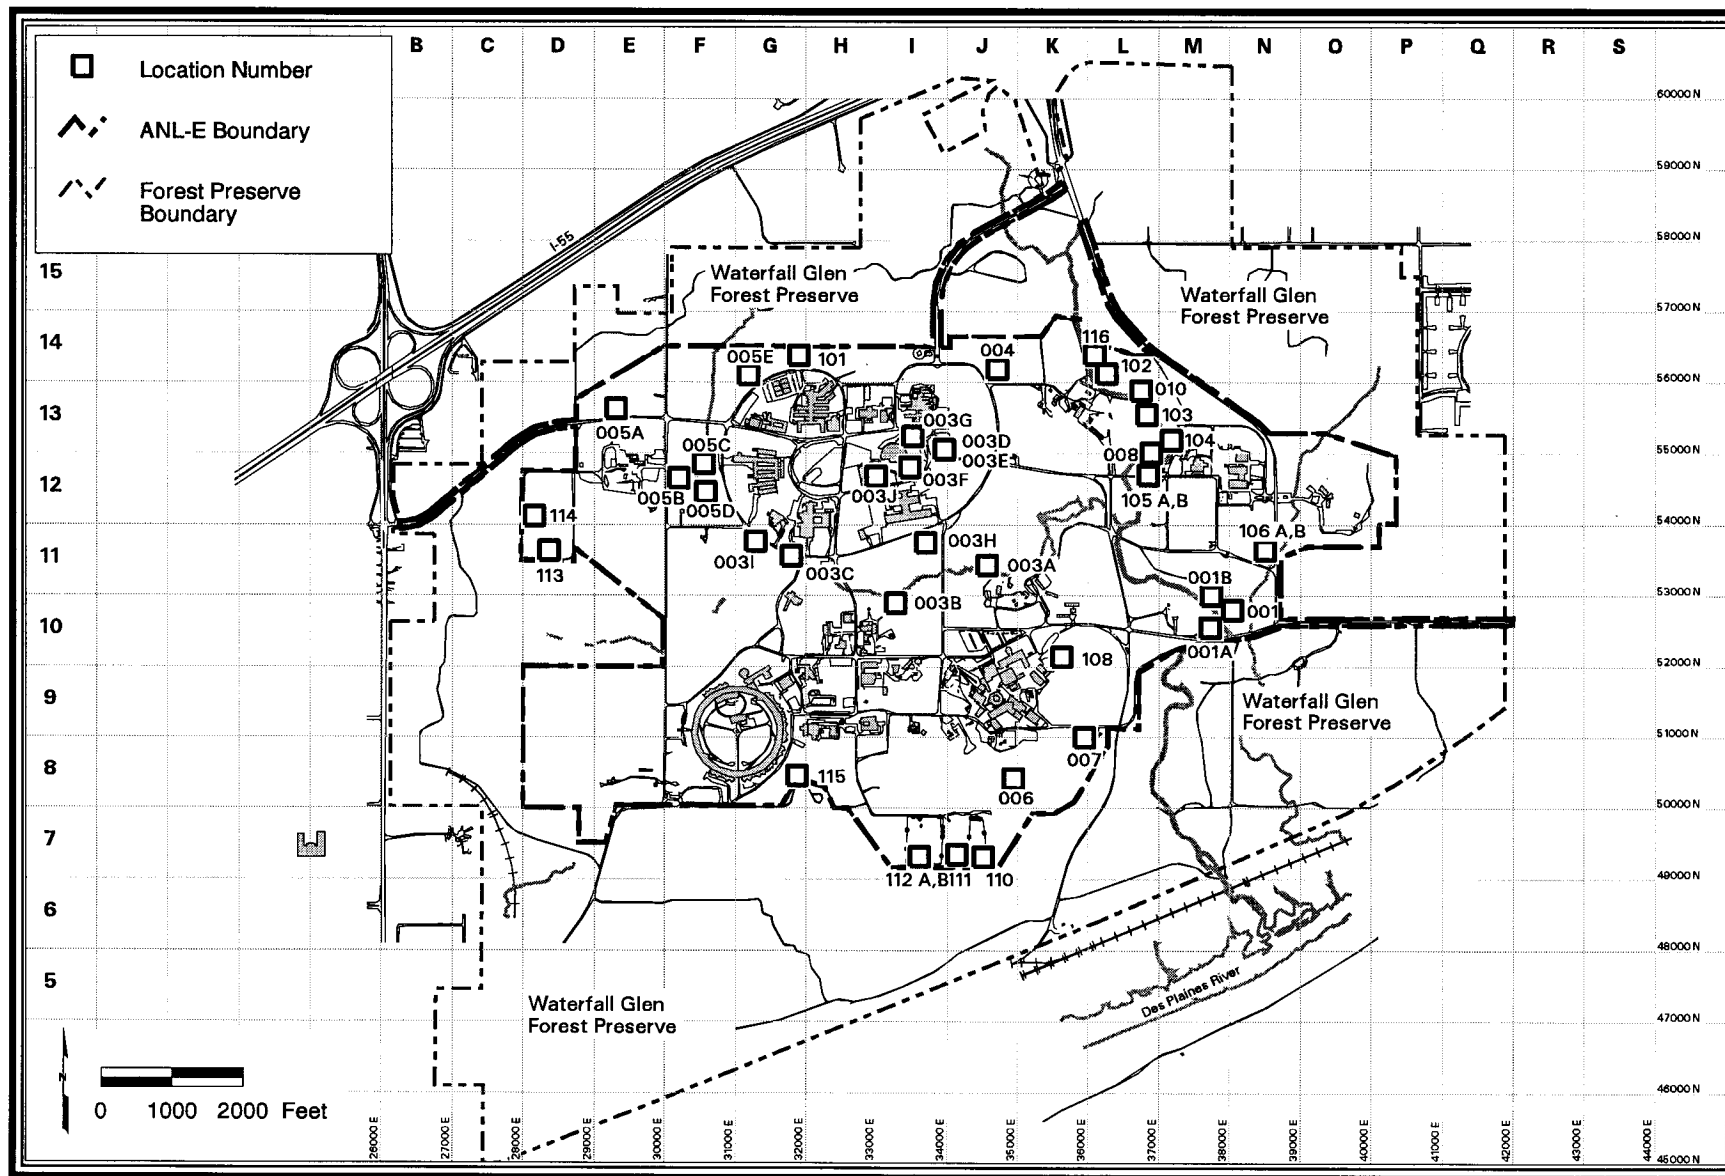 B C D E F G H I J K L M N O P Q R S
Location Number
ANL-E Boundary
Forest Preserve
Boundary
60000 N
59000 N
58000 N
57000 N
56000 N
55000 N
54000 N
53000 N
52000 N
51000 N
50000 N
49000 N
48000 N
47000 N
46000 N
45000 N
15
14
13
12
11
10
9
8
7
6
5
I-55
Waterfall Glen
Forest Preserve
Waterfall Glen
Forest Preserve
116
005E
101
004
102
010
005A
003G
103
005C
003D
104
003E
008
005B
003J
003F
005D
105 A,B
114
106 A,B
003I
003H
113
003C
003A
001B
003B
001
001A
108
Waterfall Glen
Forest Preserve
007
115
006
112 A,B
111
110
Des Plaines River
Waterfall Glen
Forest Preserve
N
0 1000 2000 Feet
26000 E
27000 E
28000 E
29000 E
30000 E
31000 E
32000 E
33000 E
34000 E
35000 E
36000 E
37000 E
38000 E
39000 E
40000 E
41000 E
42000 E
43000 E
44000 E